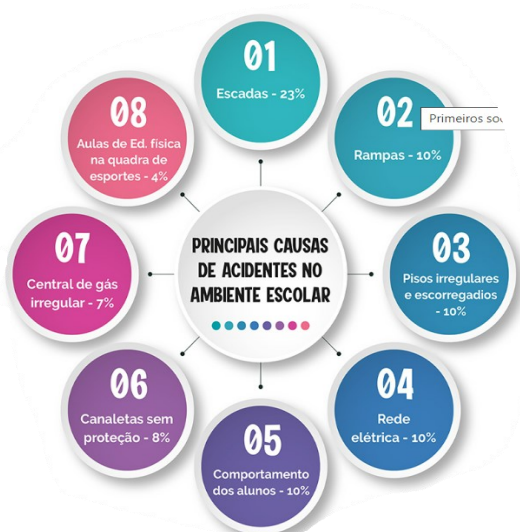 PRINCIPAIS CAUSAS
DE ACIDENTES NO
AMBIENTE ESCOLAR
01
Escadas - 23%
02
Primeiros
Rampas - 10%
03
Pisos irregulares
e escorregadios
- 10%
04
Rede
elétrica - 10%
05
Comportamento
dos alunos - 10%
06
Canaletas sem
proteção - 8%
07
Central de gás
irregular - 7%
08
Aulas de Ed. física
na quadra de
esportes - 4%